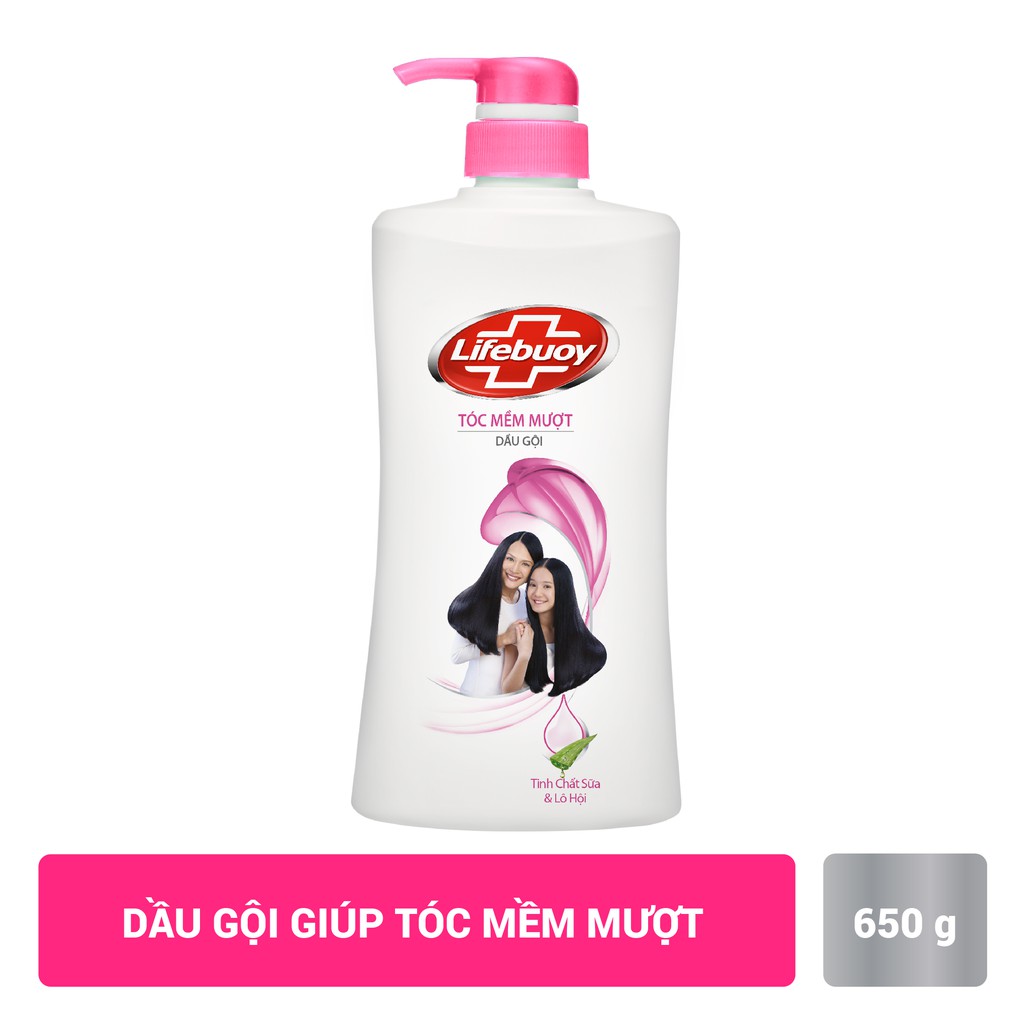 Lifebuoy
TÓC MỀM MƯỢT
DẦU GỘI
Tinh Chất Sữa
& Lô Hội
DẦU GỘI GIÚP TÓC MỀM MƯỢT
650 g